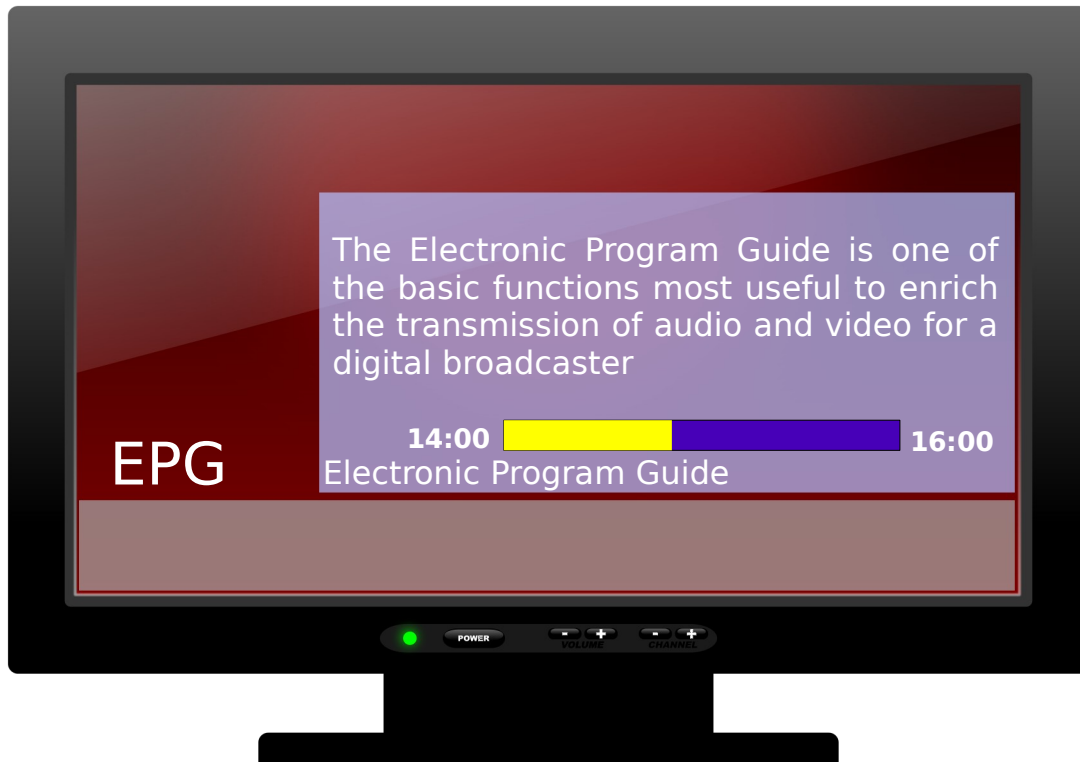 The Electronic Program Guide is one of
the basic functions most useful to enrich
the transmission of audio and video for a
digital broadcaster
14:00 16:00
EPG
Electronic Program Guide
POWER
- + - +
VOLUME CHANNEL